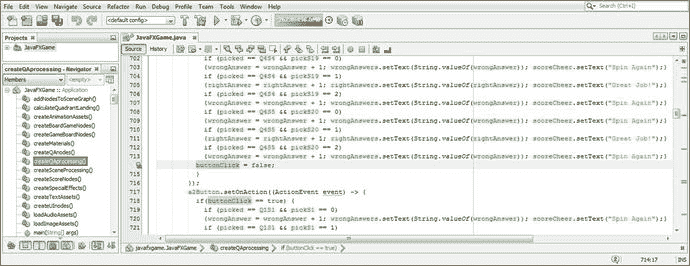 File Edit View Navigate Source Refactor Run Debug Profile Team Tools Window Help
Search (Ctrl+I)
<default config>
Projects
JavaFXGame
createQAprocessing - Navigator
Members
<empty>
JavaFXGame :: Application
addNodesToSceneGraph()
calculateQuadrantLanding()
createAnimationAssets()
createBoardGameNodes()
createGameBoardNodes()
createMaterials()
createQAnodes()
createQAprocessing()
createSceneProcessing()
createScoreNodes()
createSpecialEffects()
createTextAssets()
createUInodes()
loadAudioAssets()
loadImageAssets()
main(String[] args)
JavaFXGame.java
Source History
702 if (picked == Q4S4 && pickS19 == 0)
703 {wrongAnswer = wrongAnswer + 1; wrongAnswers.setText(String.valueOf(wrongAnswer)); scoreCheer.setText("Spin Again");}
704 if (picked == Q4S4 && pickS19 == 1)
705 {rightAnswer = rightAnswer + 1; rightAnswers.setText(String.valueOf(rightAnswer)); scoreCheer.setText("Great Job!");}
706 if (picked == Q4S4 && pickS19 == 2)
707 {wrongAnswer = wrongAnswer + 1; wrongAnswers.setText(String.valueOf(wrongAnswer)); scoreCheer.setText("Spin Again");}
708 if (picked == Q4S5 && pickS20 == 0)
709 {wrongAnswer = wrongAnswer + 1; wrongAnswers.setText(String.valueOf(wrongAnswer)); scoreCheer.setText("Spin Again");}
710 if (picked == Q4S5 && pickS20 == 1)
711 {rightAnswer = rightAnswer + 1; rightAnswers.setText(String.valueOf(rightAnswer)); scoreCheer.setText("Great Job!");}
712 if (picked == Q4S5 && pickS20 == 2)
713 {wrongAnswer = wrongAnswer + 1; wrongAnswers.setText(String.valueOf(wrongAnswer)); scoreCheer.setText("Spin Again");}
buttonClick = false;
715 }
716 });
717 a2Button.setOnAction((ActionEvent event) -> {
718 if(buttonClick == true) {
719 if (picked == Q1S1 && pickS1 == 0)
720 {wrongAnswer = wrongAnswer + 1; wrongAnswers.setText(String.valueOf(wrongAnswer)); scoreCheer.setText("Spin Again");}
721 if (picked == Q1S1 && pickS1 == 1)
javafxgame.JavaFXGame
createQAprocessing
if (buttonClick == true)
714:17
INS